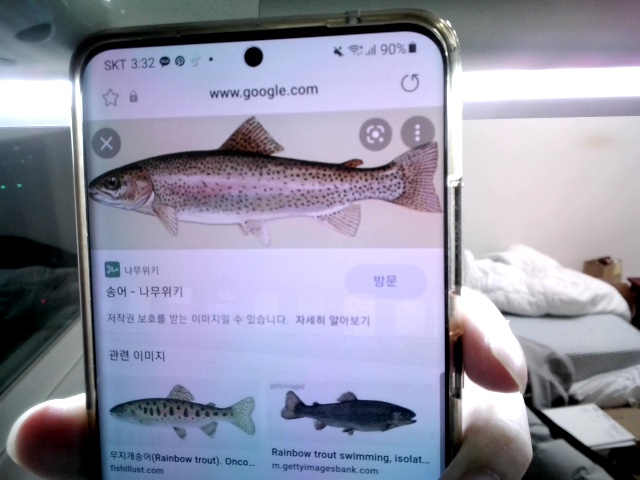 SKT 3:32
90%
www.google.com
나무위키
송어 - 나무위키
방문
저작권 보호를 받는 이미지일 수 있습니다. 자세히 알아보기
관련 이미지
gettyimages
무지개송어(Rainbow trout). Onco...
fishillust.com
Rainbow trout swimming, isolat...
m.gettyimagesbank.com